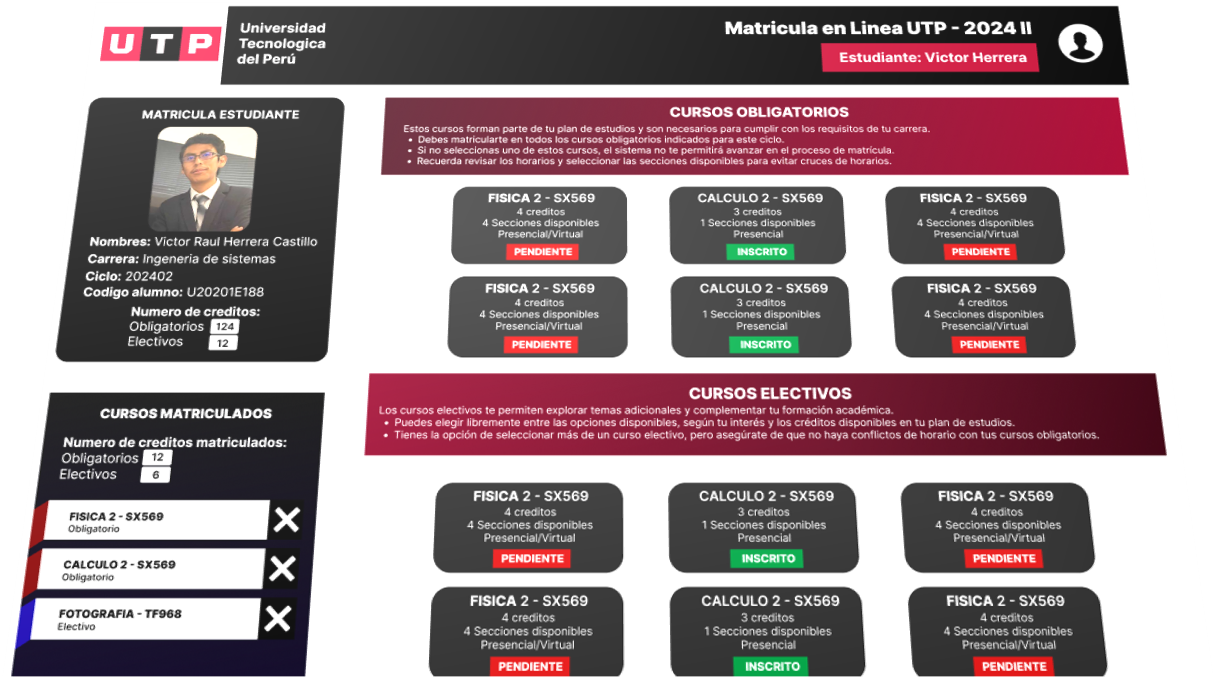 UTP
Universidad
Tecnologica
del Perú
Matricula en Linea UTP - 2024 II
Estudiante: Victor Herrera
MATRICULA ESTUDIANTE
Nombres: Victor Raul Herrera Castillo
Carrera: Ingeneria de sistemas
Ciclo: 202402
Codigo alumno: U20201E188
Numero de creditos:
Obligatorios 124
Electivos 12
CURSOS MATRICULADOS
Numero de creditos matriculados:
Obligatorios 12
Electivos 6
FISICA 2 - SX569
Obligatorio
CALCULO 2 - SX569
Obligatorio
FOTOGRAFIA - TF968
Electivo
CURSOS OBLIGATORIOS
Estos cursos forman parte de tu plan de estudios y son necesarios para cumplir con los requisitos de tu carrera.
• Debes matricularte en todos los cursos obligatorios indicados para este ciclo.
• Si no seleccionas uno de estos cursos, el sistema no te permitirá avanzar en el proceso de matrícula.
• Recuerda revisar los horarios y seleccionar las secciones disponibles para evitar cruces de horarios.
FISICA 2 - SX569
4 creditos
4 Secciones disponibles
Presencial/Virtual
PENDIENTE
CALCULO 2 - SX569
3 creditos
1 Secciones disponibles
Presencial
INSCRITO
FISICA 2 - SX569
4 creditos
4 Secciones disponibles
Presencial/Virtual
PENDIENTE
FISICA 2 - SX569
4 creditos
4 Secciones disponibles
Presencial/Virtual
PENDIENTE
CALCULO 2 - SX569
3 creditos
1 Secciones disponibles
Presencial
INSCRITO
FISICA 2 - SX569
4 creditos
4 Secciones disponibles
Presencial/Virtual
PENDIENTE
CURSOS ELECTIVOS
Los cursos electivos te permiten explorar temas adicionales y complementar tu formación académica.
• Puedes elegir libremente entre las opciones disponibles, según tu interés y los créditos disponibles en tu plan de estudios.
• Tienes la opción de seleccionar más de un curso electivo, pero asegúrate de que no haya conflictos de horario con tus cursos obligatorios.
FISICA 2 - SX569
4 creditos
4 Secciones disponibles
Presencial/Virtual
PENDIENTE
CALCULO 2 - SX569
3 creditos
1 Secciones disponibles
Presencial
INSCRITO
FISICA 2 - SX569
4 creditos
4 Secciones disponibles
Presencial/Virtual
PENDIENTE
FISICA 2 - SX569
4 creditos
4 Secciones disponibles
Presencial/Virtual
PENDIENTE
CALCULO 2 - SX569
3 creditos
1 Secciones disponibles
Presencial
INSCRITO
FISICA 2 - SX569
4 creditos
4 Secciones disponibles
Presencial/Virtual
PENDIENTE